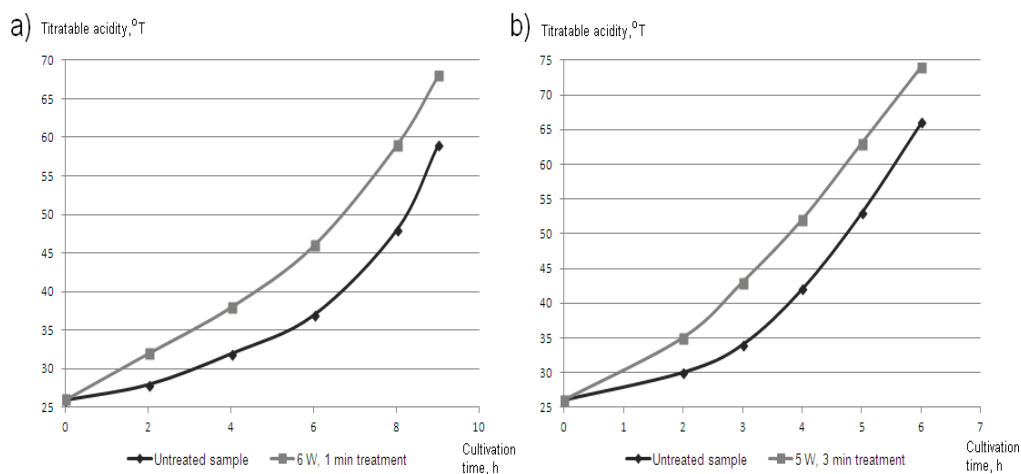 a) Titratable acidity,°T
70
65
60
55
50
45
40
35
30
25
0 2 4 6 8 10
Untreated sample 6 W, 1 min treatment
Cultivation
time, h
b) Titratable acidity,°T
75
70
65
60
55
50
45
40
35
30
25
0 1 2 3 4 5 6 7
Untreated sample 5 W, 3 min treatment
Cultivation
time, h